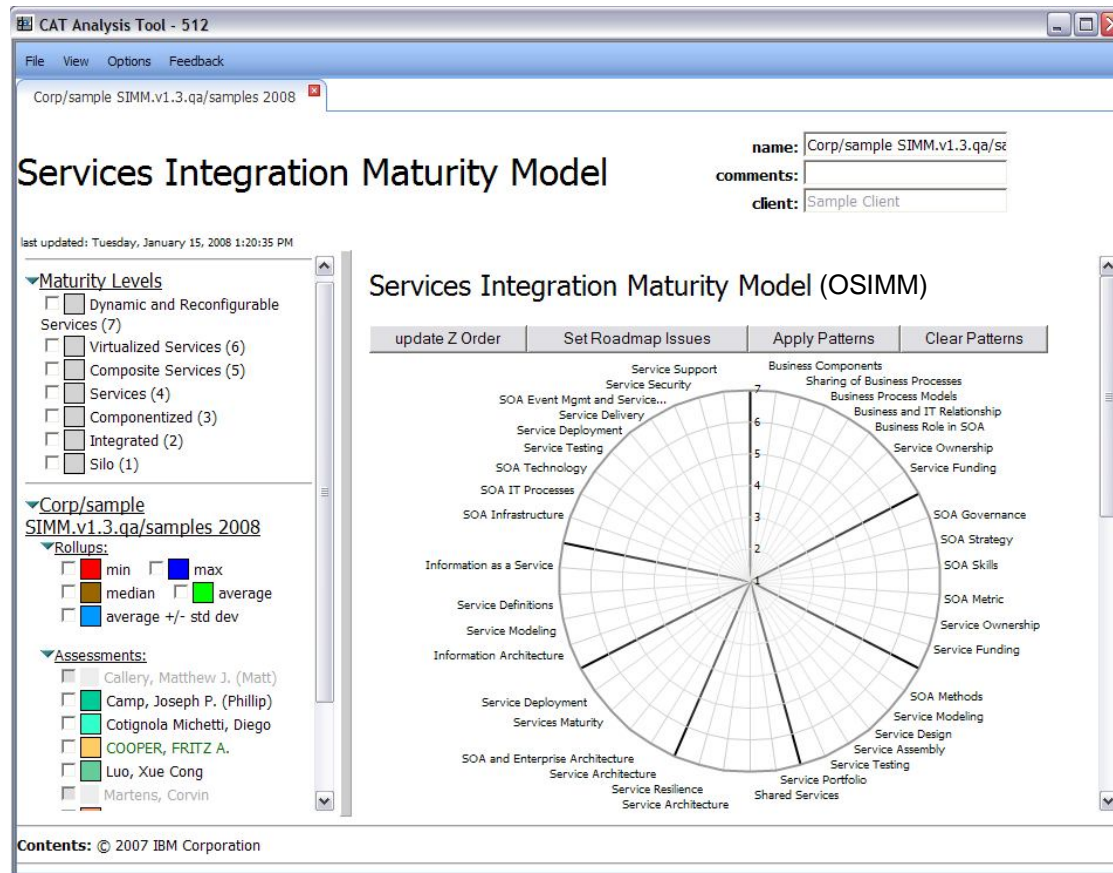 CAT Analysis Tool - 512
File View Options Feedback
Corp/sample SIMM.v1.3.qa/samples 2008
Services Integration Maturity Model
name: Corp/sample SIMM.v1.3.qa/sa
comments:
client: Sample Client
last updated: Tuesday, January 15, 2008 1:20:35 PM
Maturity Levels
Dynamic and Reconfigurable
Services (7)
Virtualized Services (6)
Composite Services (5)
Services (4)
Componentized (3)
Integrated (2)
Silo (1)
Corp/sample
SIMM.v1.3.qa/samples 2008
Rollups:
min max
median average
average +/- std dev
Assessments:
Callery, Matthew J. (Matt)
Camp, Joseph P. (Phillip)
Cotignola Michetti, Diego
COOPER, FRITZ A.
Luo, Xue Cong
Martens, Corvin
Services Integration Maturity Model (OSIMM)
update Z Order Set Roadmap Issues Apply Patterns Clear Patterns
Business Components
Sharing of Business Processes
Business Process Models
Business and IT Relationship
Business Role in SOA
Service Ownership
Service Funding
SOA Governance
SOA Strategy
SOA Skills
SOA Metric
Service Ownership
Service Funding
SOA Methods
Service Modeling
Service Design
Service Assembly
Service Testing
Service Portfolio
Shared Services
Service Architecture
Service Resilience
Service Architecture
SOA and Enterprise Architecture
Services Maturity
Service Deployment
Information Architecture
Service Modeling
Service Definitions
Information as a Service
SOA Infrastructure
SOA IT Processes
SOA Technology
Service Testing
Service Deployment
Service Delivery
SOA Event Mgmt and Service...
Service Security
Service Support
7
6
5
4
3
2
1
Contents: © 2007 IBM Corporation